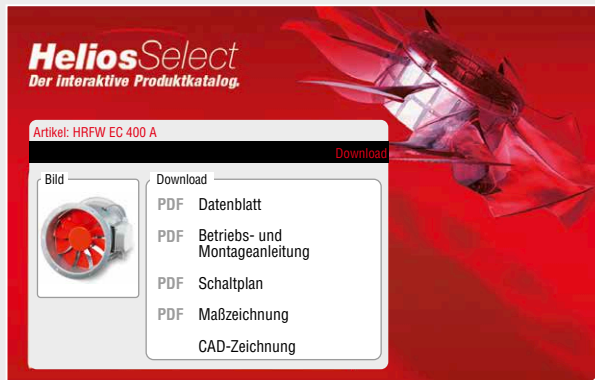 HeliosSelect
Der interaktive Produktkatalog.
Artikel: HRFW EC 400 A
Download
Bild
Download
PDF Datenblatt
PDF Betriebs- und
Montageanleitung
PDF Schaltplan
PDF Maßzeichnung
CAD-Zeichnung